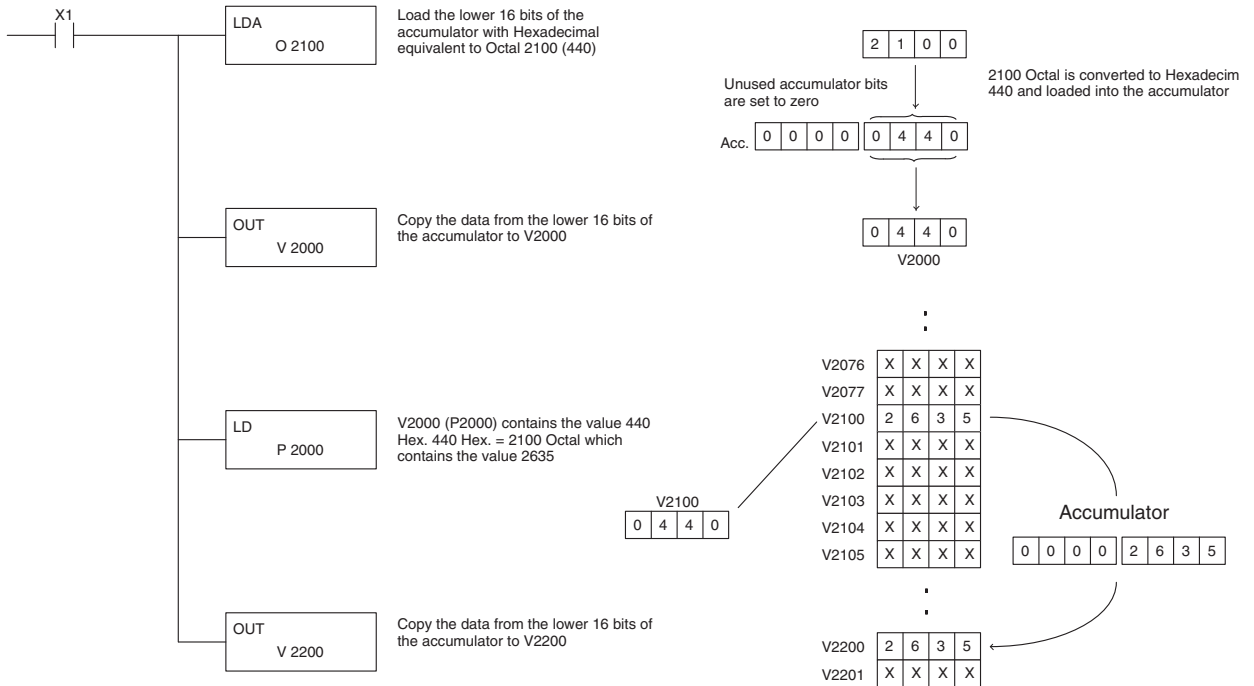 X1
LDA
O 2100
Load the lower 16 bits of the
accumulator with Hexadecimal
equivalent to Octal 2100 (440)
2 1 0 0
Unused accumulator bits
are set to zero
2100 Octal is converted to Hexadecim
440 and loaded into the accumulator
Acc. 0 0 0 0 0 4 4 0
OUT
V 2000
Copy the data from the lower 16 bits of
the accumulator to V2000
0 4 4 0
V2000
LD
P 2000
V2000 (P2000) contains the value 440
Hex. 440 Hex. = 2100 Octal which
contains the value 2635
V2100
0 4 4 0
V2076 X X X X
V2077 X X X X
V2100 2 6 3 5
V2101 X X X X
V2102 X X X X
V2103 X X X X
V2104 X X X X
V2105 X X X X
Accumulator
0 0 0 0 2 6 3 5
OUT
V 2200
Copy the data from the lower 16 bits of
the accumulator to V2200
V2200 2 6 3 5
V2201 X X X X